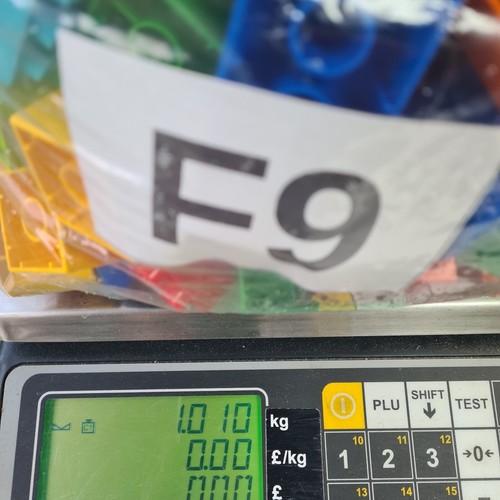 F9
1.010 kg
0.00 £/kg
0.00 £
PLU SHIFT TEST
10 11 12
1 2 3 →0←
13 14 15